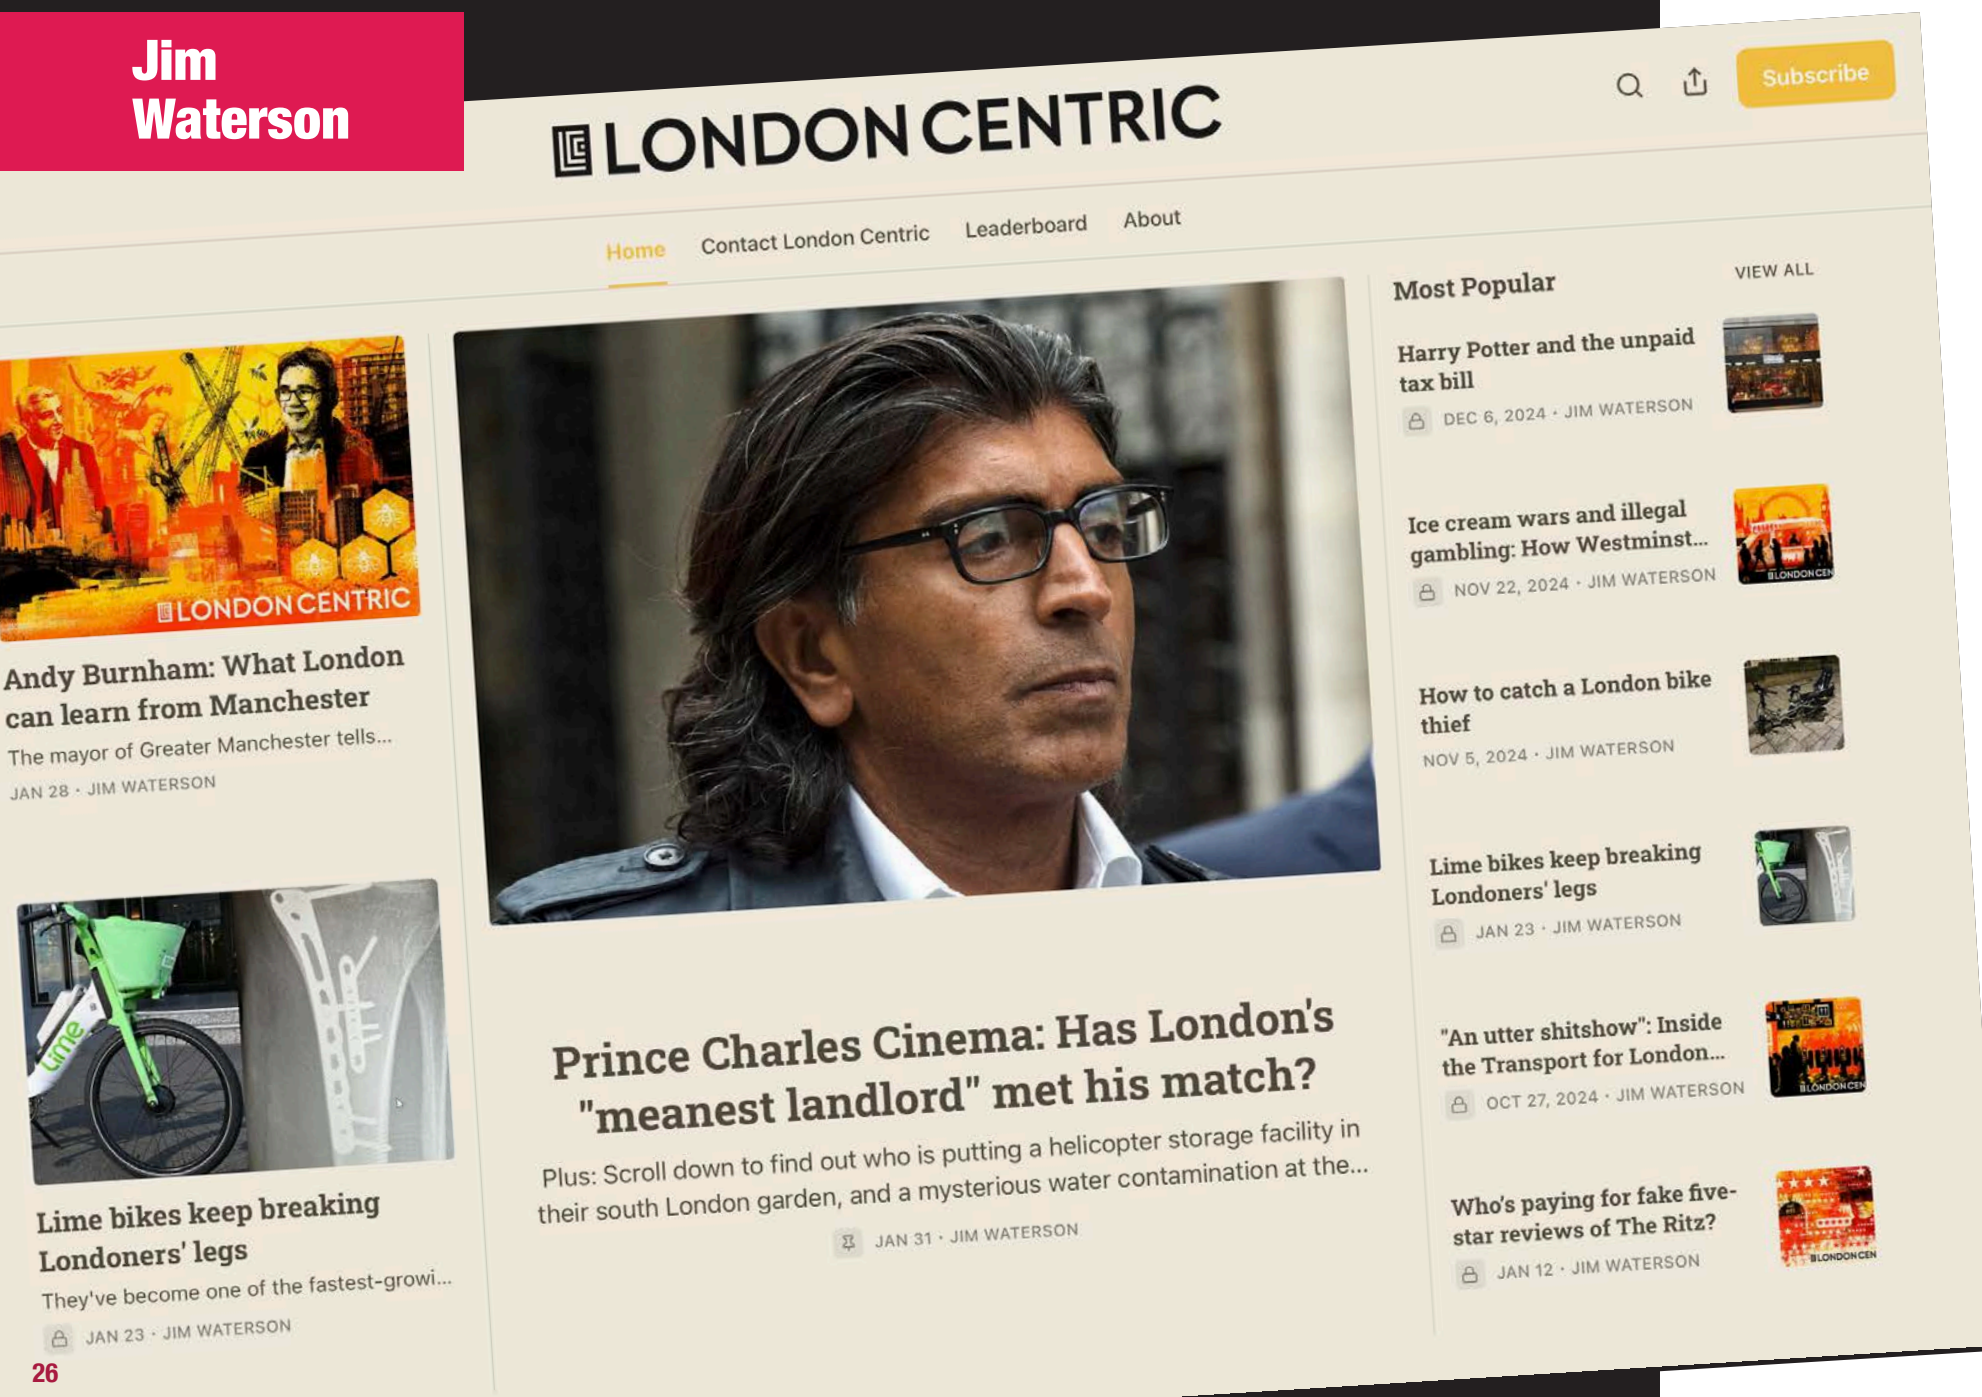 Jim
Waterson
LONDON CENTRIC
Subscribe
Home
Contact London Centric
Leaderboard
About
LONDON CENTRIC
Andy Burnham: What London
can learn from Manchester
The mayor of Greater Manchester tells...
JAN 28 · JIM WATERSON
Lime
Lime bikes keep breaking
Londoners' legs
They've become one of the fastest-growi...
JAN 23 · JIM WATERSON
Prince Charles Cinema: Has London's
"meanest landlord" met his match?
Plus: Scroll down to find out who is putting a helicopter storage facility in
their south London garden, and a mysterious water contamination at the...
JAN 31 · JIM WATERSON
Most Popular
VIEW ALL
Harry Potter and the unpaid
tax bill
DEC 6, 2024 · JIM WATERSON
Ice cream wars and illegal
gambling: How Westminst...
NOV 22, 2024 · JIM WATERSON
LONDON CEN
How to catch a London bike
thief
NOV 5, 2024 · JIM WATERSON
Lime bikes keep breaking
Londoners' legs
JAN 23 · JIM WATERSON
"An utter shitshow": Inside
the Transport for London...
OCT 27, 2024 · JIM WATERSON
LONDON CEN
Who's paying for fake five-
star reviews of The Ritz?
JAN 12 · JIM WATERSON
LONDON CEN
26